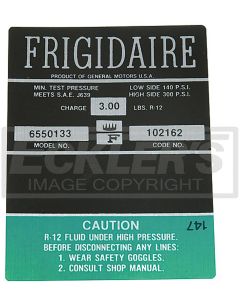 FRIGIDAIRE
PRODUCT OF GENERAL MOTORS U.S.A.
MIN. TEST PRESSURE LOW SIDE 140 P.S.I.
MEETS S.A.E. J639 HIGH SIDE 300 P.S.I.
CHARGE 3.00 LBS. R-12
6550133 F 102162
MODEL NO. CODE NO.
ECKLER'S
IMAGE COPYRIGHT
147
CAUTION
R-12 FLUID UNDER HIGH PRESSURE.
BEFORE DISCONNECTING ANY LINES:
1. WEAR SAFETY GOGGLES.
2. CONSULT SHOP MANUAL.